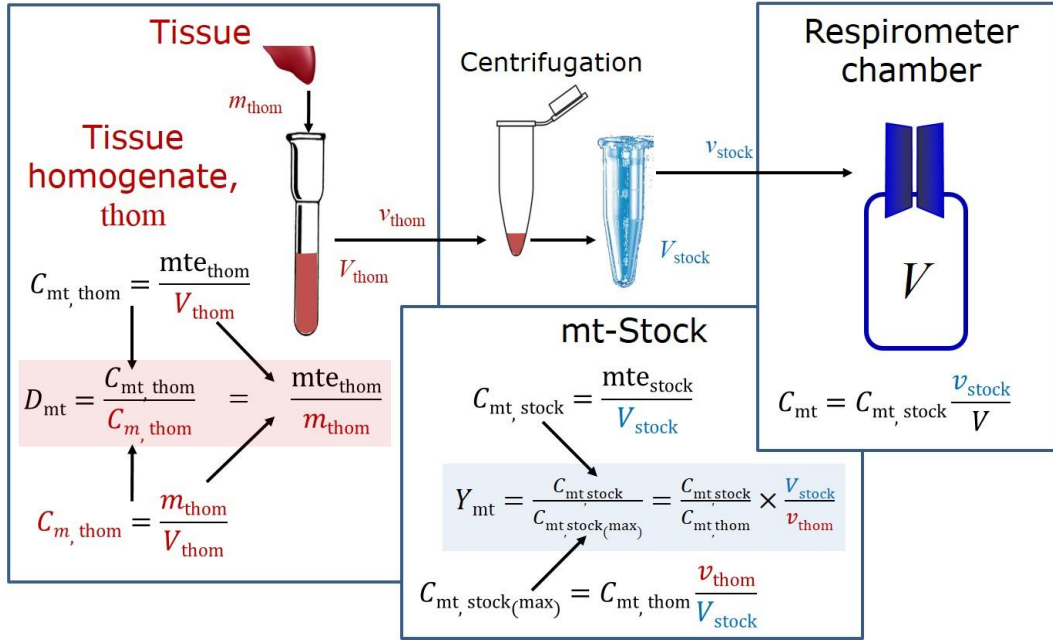 Tissue
m_thom
Tissue
homogenate,
thom
v_thom
V_thom
C_mt, thom = mte_thom / V_thom
D_mt = C_mt,thom / C_m, thom = mte_thom / m_thom
C_m, thom = m_thom / V_thom
Centrifugation
1.0
V_stock
v_stock
mt-Stock
C_mt, stock = mte_stock / V_stock
Y_mt = C_mt,stock / C_mt,stock(max) = C_mt,stock / C_mt,thom × V_stock / v_thom
C_mt, stock(max) = C_mt, thom v_thom / V_stock
Respirometer
chamber
V
C_mt = C_mt, stock v_stock / V